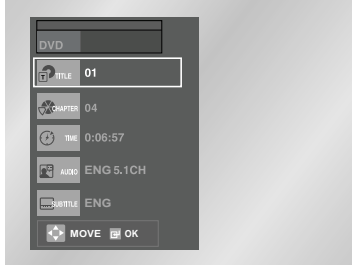 DVD
TITLE 01
CHAPTER 04
TIME 0:06:57
AUDIO ENG 5.1CH
SUBTITLE ENG
MOVE OK